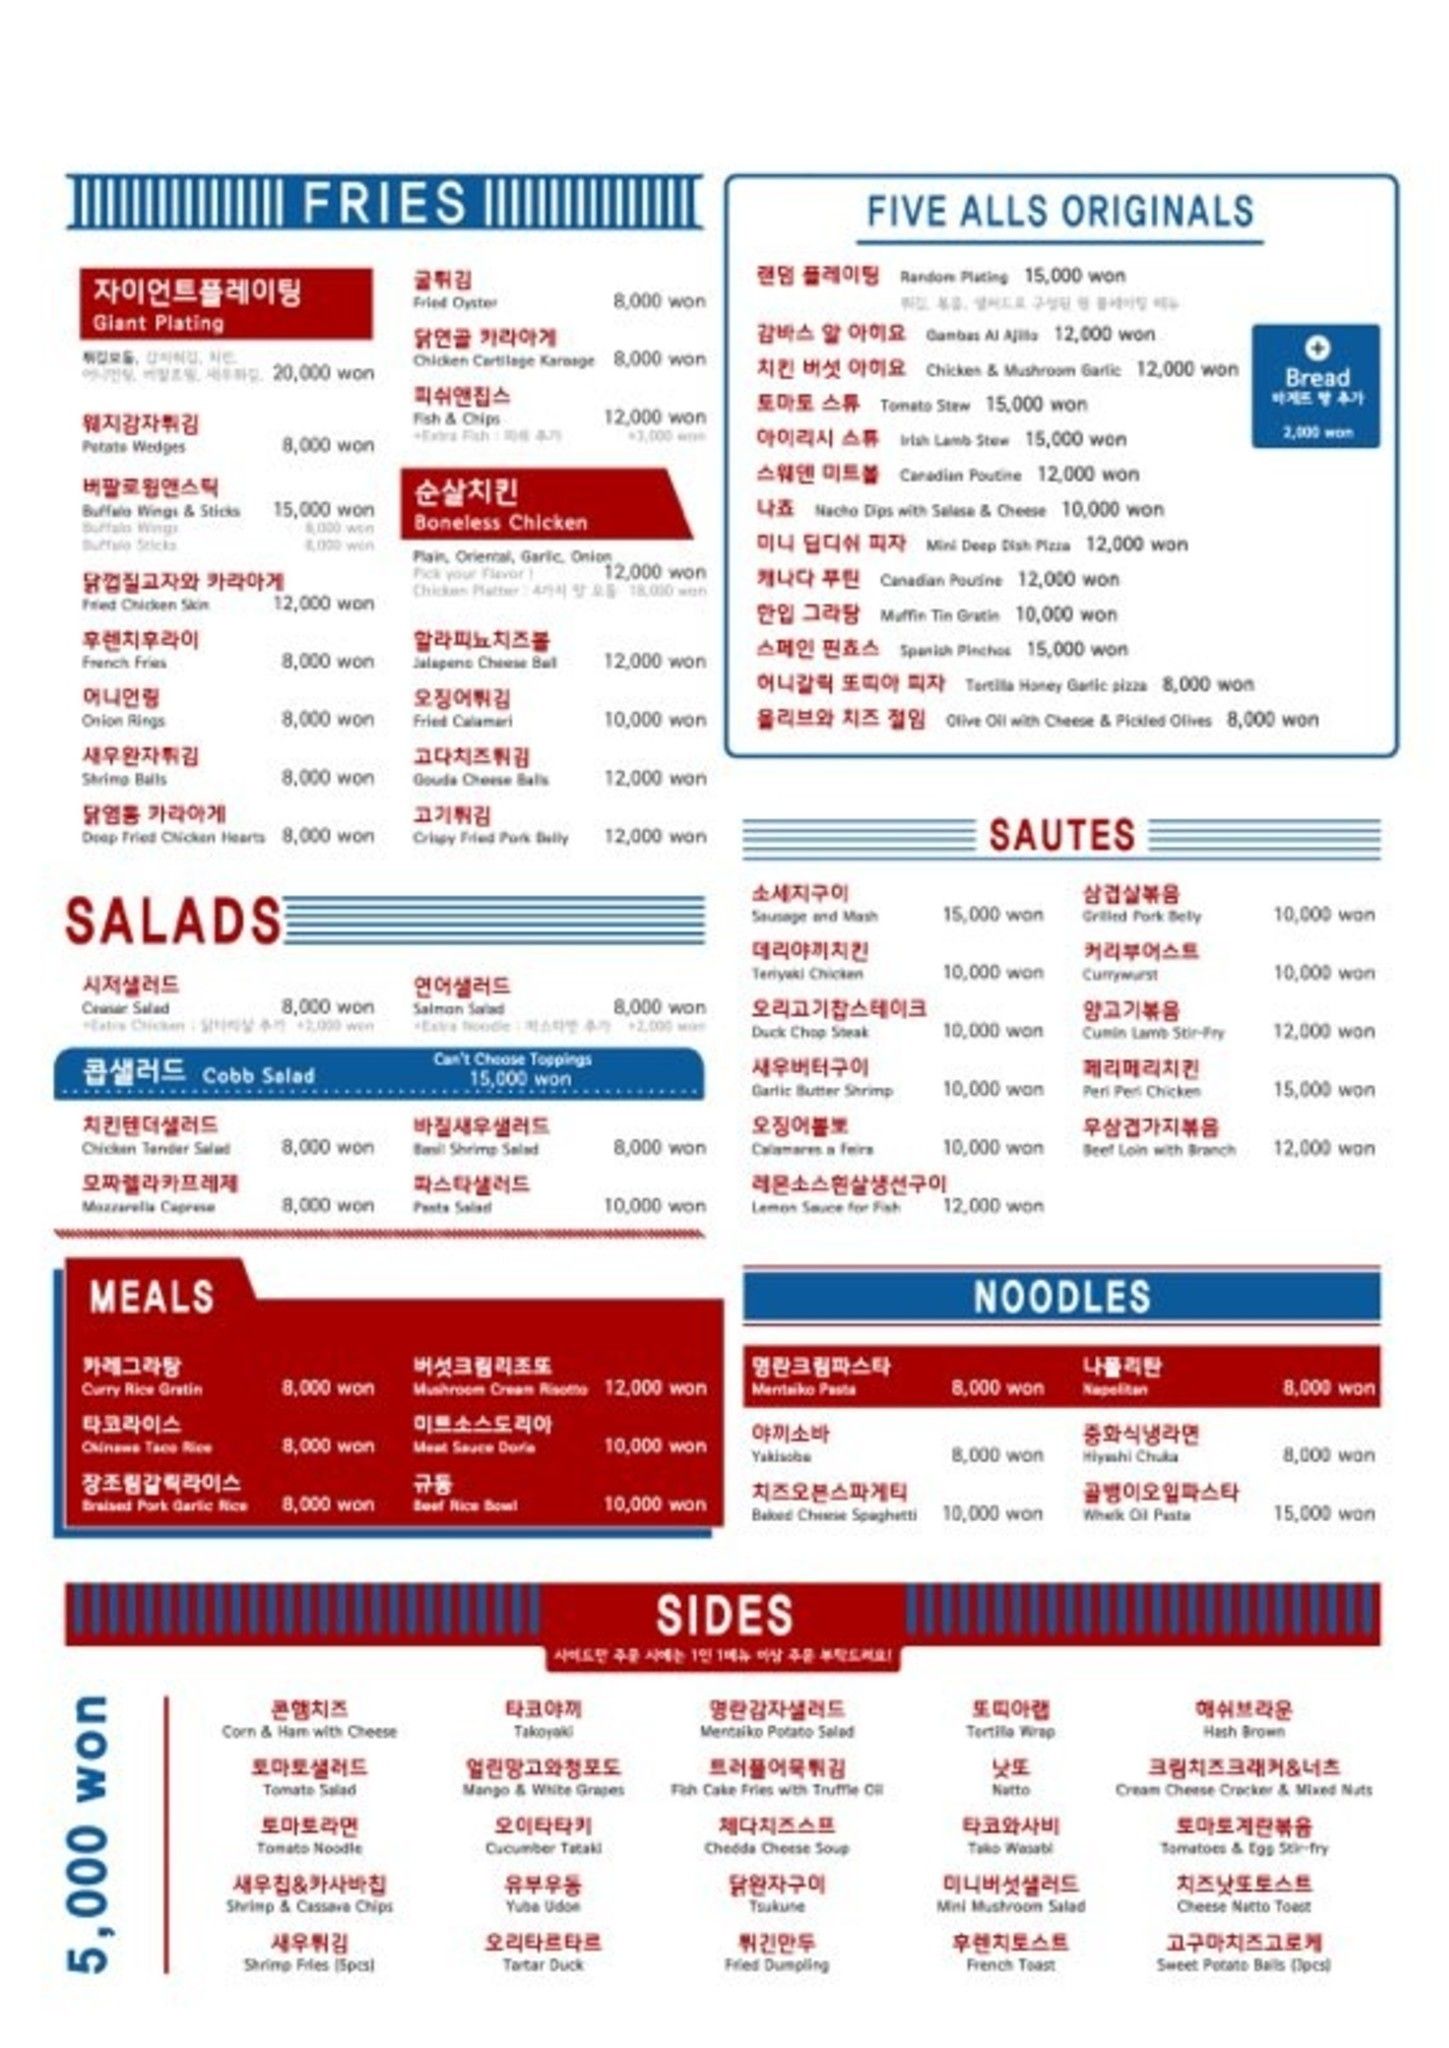 FRIES
자이언트플레이팅
Giant Plating
20,000 won
웨지감자튀김
Potato Wedges 8,000 won
버팔로윙앤스틱
Buffalo Wings & Sticks 15,000 won
Buffalo Wings 8,000 won
Buffalo Sticks 8,000 won
닭껍질교자와 카라아게
Fried Chicken Skin 12,000 won
후렌치후라이
French Fries 8,000 won
어니언링
Onion Rings 8,000 won
새우완자튀김
Shrimp Balls 8,000 won
닭염통 카라아게
Deep Fried Chicken Hearts 8,000 won
굴튀김
Fried Oyster 8,000 won
닭연골 카라아게
Chicken Cartilage Karaage 8,000 won
피쉬앤칩스
Fish & Chips 12,000 won
+Extra Fish : 피쉬 추가 +3,000 won
순살치킨
Boneless Chicken
Plain, Oriental, Garlic, Onion
Pick your Flavor ! 12,000 won
Chicken Platter : 4가지 맛 모둠 18,000 won
할라피뇨치즈볼
Jalapeno Cheese Ball 12,000 won
오징어튀김
Fried Calamari 10,000 won
고다치즈튀김
Gouda Cheese Balls 12,000 won
고기튀김
Crispy Fried Pork Belly 12,000 won
FIVE ALLS ORIGINALS
랜덤 플레이팅 Random Plating 15,000 won
튀김, 볶음, 샐러드로 구성된 플레이팅 메뉴
감바스 알 아히요 Gambas Al Ajillo 12,000 won
치킨 버섯 아히요 Chicken & Mushroom Garlic 12,000 won
토마토 스튜 Tomato Stew 15,000 won
아이리시 스튜 Irish Lamb Stew 15,000 won
스웨덴 미트볼 Canadian Poutine 12,000 won
나쵸 Nacho Dips with Salasa & Cheese 10,000 won
미니 딥디쉬 피자 Mini Deep Dish Pizza 12,000 won
캐나다 푸틴 Canadian Poutine 12,000 won
한입 그라탕 Muffin Tin Gratin 10,000 won
스페인 핀쵸스 Spanish Pinchos 15,000 won
허니갈릭 또띠아 피자 Tortilla Honey Garlic pizza 8,000 won
올리브와 치즈 절임 Olive Oil with Cheese & Pickled Olives 8,000 won
+
Bread
바게트 빵 추가
2,000 won
SALADS
시저샐러드
Ceasar Salad 8,000 won
+Extra Chicken : 닭다리살 추가 +2,000 won
연어샐러드
Salmon Salad 8,000 won
+Extra Noodle : 파스타면 추가 +2,000 won
콥샐러드 Cobb Salad
Can't Choose Toppings
15,000 won
치킨텐더샐러드
Chicken Tender Salad 8,000 won
모짜렐라카프레제
Mozzarella Caprese 8,000 won
바질새우샐러드
Basil Shrimp Salad 8,000 won
파스타샐러드
Pasta Salad 10,000 won
SAUTES
소세지구이
Sausage and Mash 15,000 won
데리야끼치킨
Teriyaki Chicken 10,000 won
오리고기찹스테이크
Duck Chop Steak 10,000 won
새우버터구이
Garlic Butter Shrimp 10,000 won
오징어볼뽀
Calamares a Feira 10,000 won
레몬소스흰살생선구이
Lemon Sauce for Fish 12,000 won
삼겹살볶음
Grilled Pork Belly 10,000 won
커리부어스트
Currywurst 10,000 won
양고기볶음
Cumin Lamb Stir-Fry 12,000 won
페리페리치킨
Peri Peri Chicken 15,000 won
우삼겹가지볶음
Beef Loin with Branch 12,000 won
MEALS
카레그라탕
Curry Rice Gratin 8,000 won
타코라이스
Okinawa Taco Rice 8,000 won
장조림갈릭라이스
Braised Pork Garlic Rice 8,000 won
버섯크림리조또
Mushroom Cream Risotto 12,000 won
미트소스도리아
Meat Sauce Doria 10,000 won
규동
Beef Rice Bowl 10,000 won
NOODLES
명란크림파스타
Mentaiko Pasta 8,000 won
나폴리탄
Napolitan 8,000 won
야끼소바
Yakisoba 8,000 won
중화식냉라면
Hiyashi Chuka 8,000 won
치즈오븐스파게티
Baked Cheese Spaghetti 10,000 won
골뱅이오일파스타
Whelk Oil Pasta 15,000 won
SIDES
사이드만 주문 시에는 1인 1메뉴 이상 주문 부탁드려요!
5,000 won
콘햄치즈 타코야끼 명란감자샐러드 또띠아랩 해쉬브라운
Corn & Ham with Cheese Takoyaki Mentaiko Potato Salad Tortilla Wrap Hash Brown
토마토샐러드 얼린망고와청포도 트러플어묵튀김 낫또 크림치즈크래커&너츠
Tomato Salad Mango & White Grapes Fish Cake Fries with Truffle Oil Natto Cream Cheese Cracker & Mixed Nuts
토마토라면 오이타타키 체다치즈스프 타코와사비 토마토계란볶음
Tomato Noodle Cucumber Tataki Chedda Cheese Soup Tako Wasabi Tomatoes & Egg Stir-fry
새우칩&카사바칩 유부우동 닭완자구이 미니버섯샐러드 치즈낫또토스트
Shrimp & Cassava Chips Yuba Udon Tsukune Mini Mushroom Salad Cheese Natto Toast
새우튀김 오리타르타르 튀긴만두 후렌치토스트 고구마치즈고로케
Shrimp Fries (5pcs) Tartar Duck Fried Dumpling French Toast Sweet Potato Balls (3pcs)